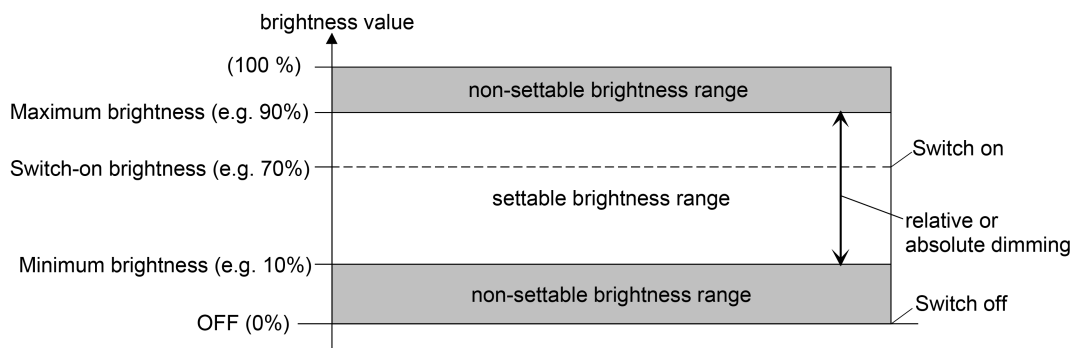 brightness value
(100 %)
non-settable brightness range
Maximum brightness (e.g. 90%)
Switch on
Switch-on brightness (e.g. 70%)
settable brightness range
relative or
absolute dimming
Minimum brightness (e.g. 10%)
non-settable brightness range
Switch off
OFF (0%)